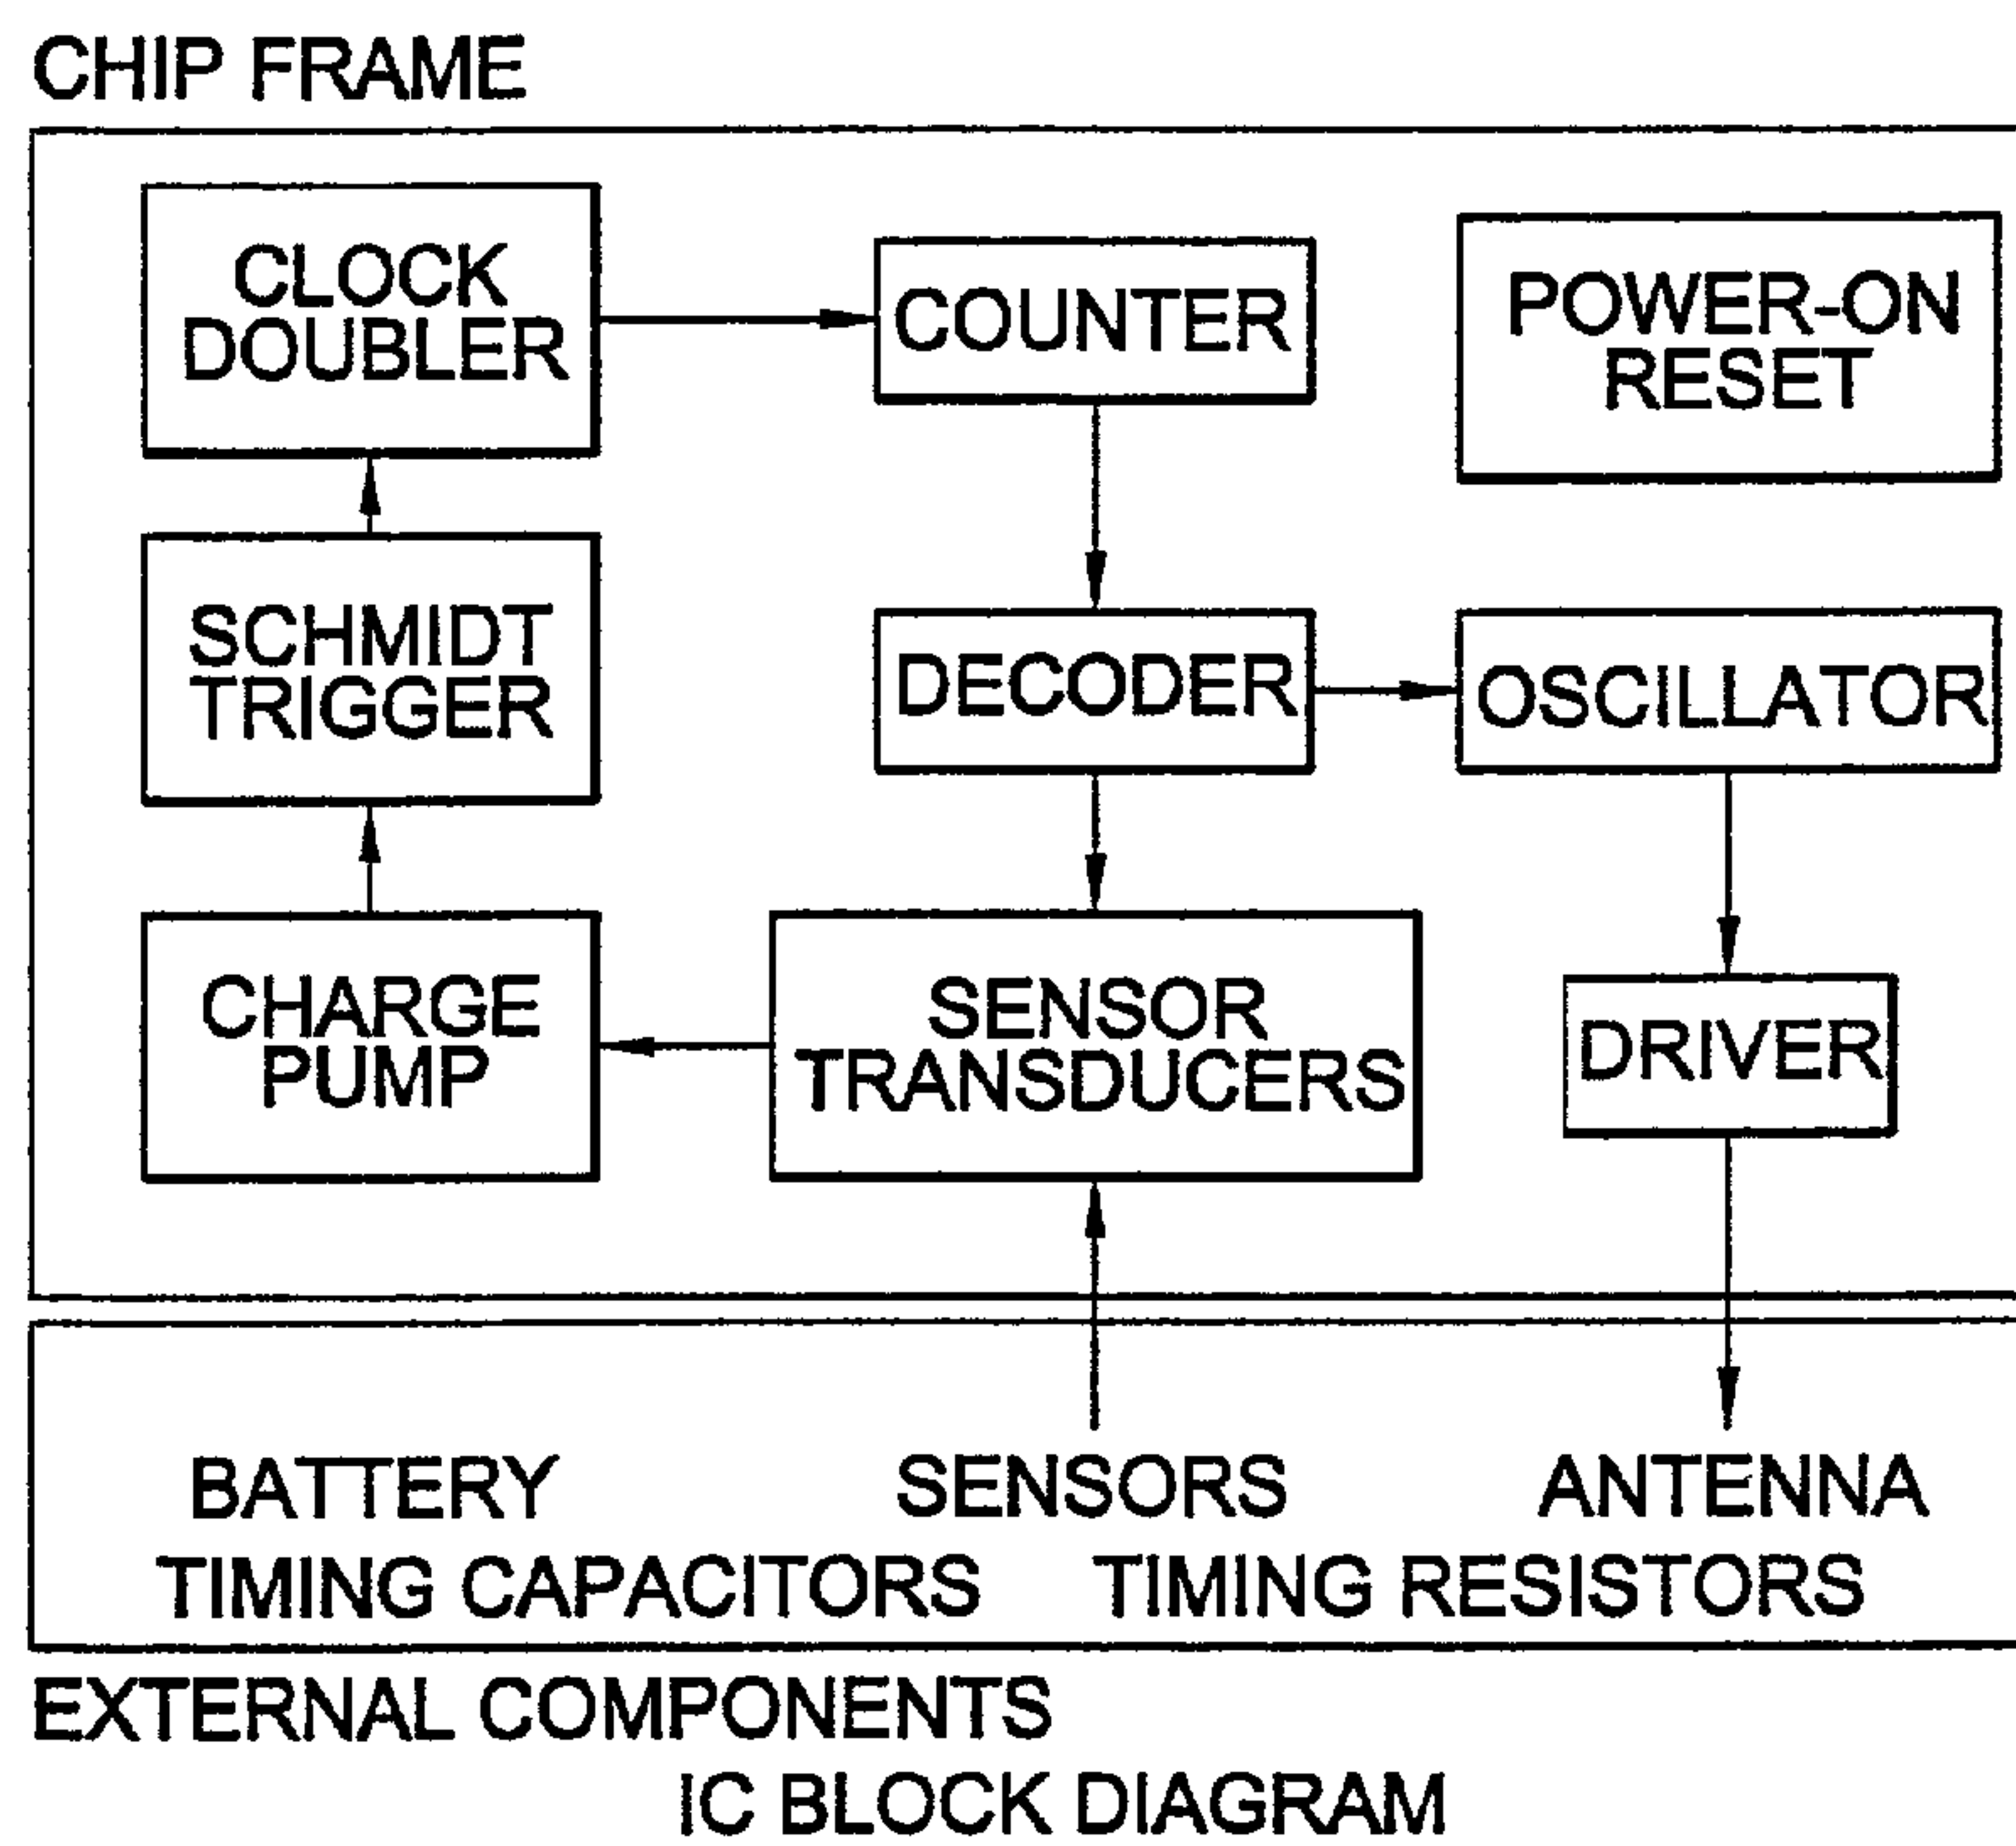 CHIP FRAME
CLOCK
DOUBLER
COUNTER
POWER-ON
RESET
SCHMIDT
TRIGGER
DECODER
OSCILLATOR
CHARGE
PUMP
SENSOR
TRANSDUCERS
DRIVER
BATTERY
SENSORS
ANTENNA
TIMING CAPACITORS
TIMING RESISTORS
EXTERNAL COMPONENTS
IC BLOCK DIAGRAM